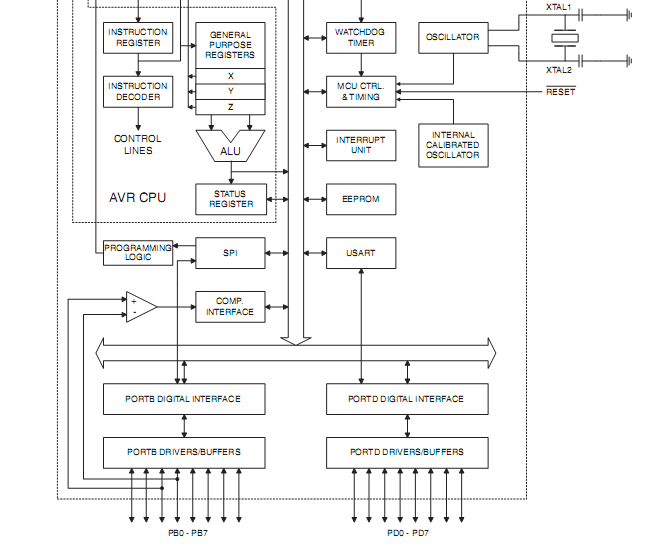 XTAL1
INSTRUCTION
REGISTER
GENERAL
PURPOSE
REGISTERS
X
Y
Z
WATCHDOG
TIMER
OSCILLATOR
XTAL2
INSTRUCTION
DECODER
MCU CTRL.
& TIMING
RESET
CONTROL
LINES
ALU
INTERRUPT
UNIT
INTERNAL
CALIBRATED
OSCILLATOR
AVR CPU
STATUS
REGISTER
EEPROM
PROGRAMMING
LOGIC
SPI
USART
+
-
COMP.
INTERFACE
PORTB DIGITAL INTERFACE
PORTD DIGITAL INTERFACE
PORTB DRIVERS/BUFFERS
PORTD DRIVERS/BUFFERS
PB0 - PB7
PD0 - PD7